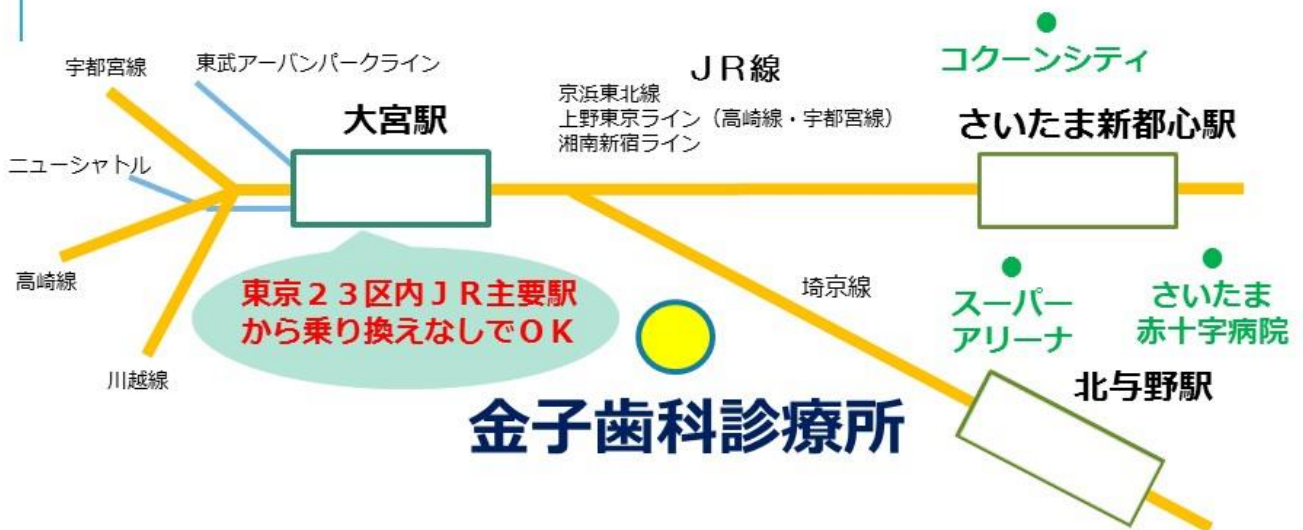 コクーンシティ
宇都宮線
東武アーバンパークライン
JR線
大宮駅
京浜東北線
上野東京ライン（高崎線・宇都宮線）
湘南新宿ライン
さいたま新都心駅
ニューシャトル
高崎線
川越線
東京２３区内ＪＲ主要駅
から乗り換えなしでＯＫ
埼京線
スーパー
アリーナ
さいたま
赤十字病院
北与野駅
金子歯科診療所